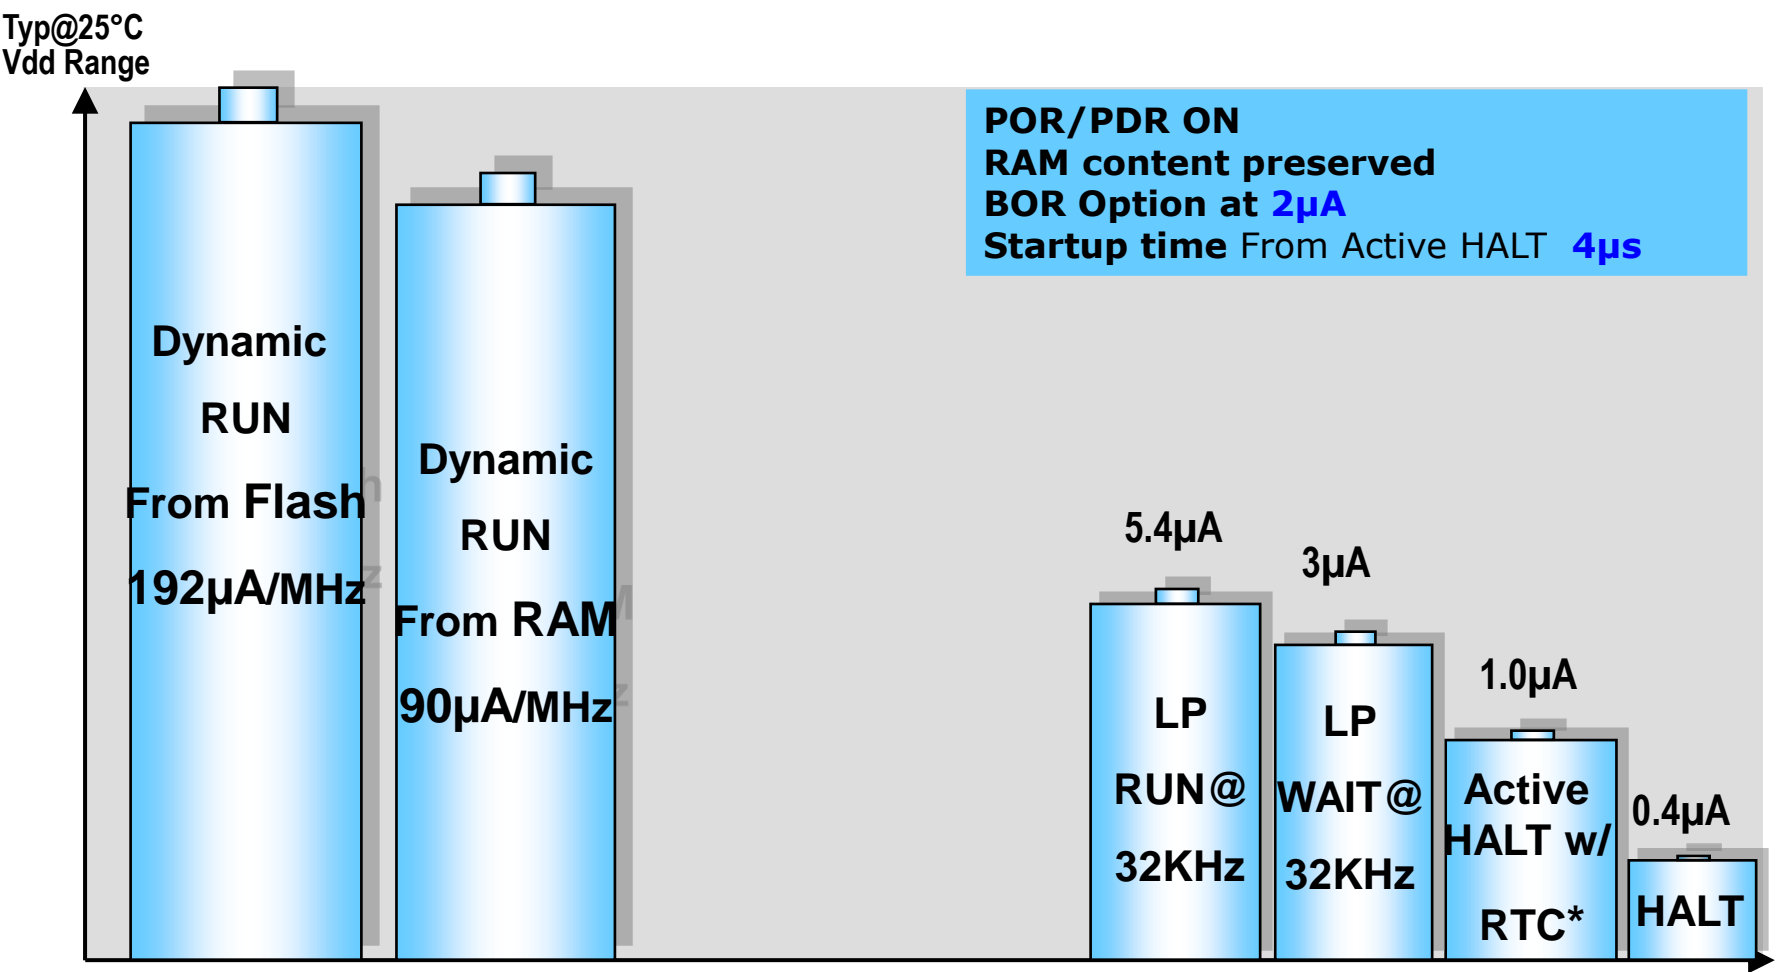 Typ@25°C
Vdd Range
POR/PDR ON
RAM content preserved
BOR Option at 2µA
Startup time From Active HALT 4µs
Dynamic
RUN
From Flash
192µA/MHz
Dynamic
RUN
From RAM
90µA/MHz
5.4µA
LP
RUN@
32KHz
3µA
LP
WAIT@
32KHz
1.0µA
Active
HALT w/
RTC*
0.4µA
HALT